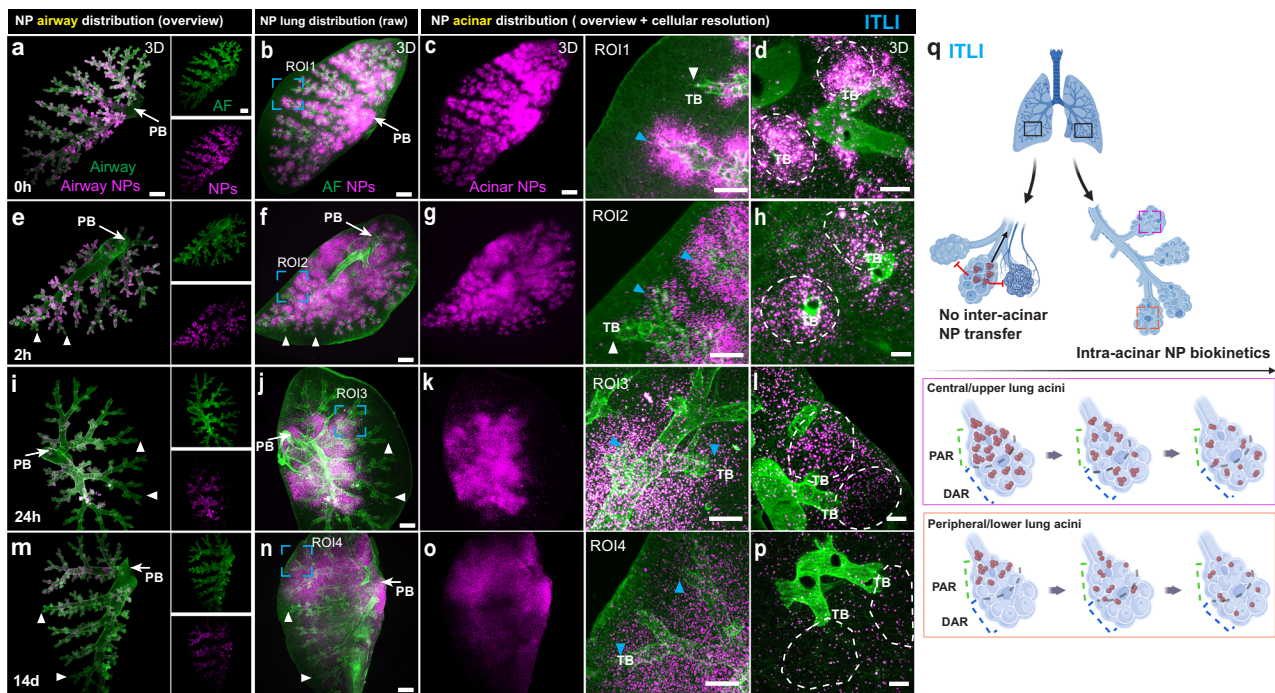 NP airway distribution (overview)
NP lung distribution (raw)
NP acinar distribution ( overview + cellular resolution)
ITLI
a
3D
AF
PB
Airway
Airway NPs
NPs
0h
b
3D
ROI1
PB
AF NPs
c
3D
Acinar NPs
ROI1
TB
d
3D
TB
TB
e
PB
2h
f
PB
ROI2
g
ROI2
TB
h
TB
TB
i
PB
24h
j
ROI3
PB
k
ROI3
TB
l
TB
m
PB
14d
n
ROI4
PB
o
ROI4
TB
p
TB
TB
q ITLI
No inter-acinar
NP transfer
Intra-acinar NP biokinetics
Central/upper lung acini
PAR
DAR
Peripheral/lower lung acini
PAR
DAR